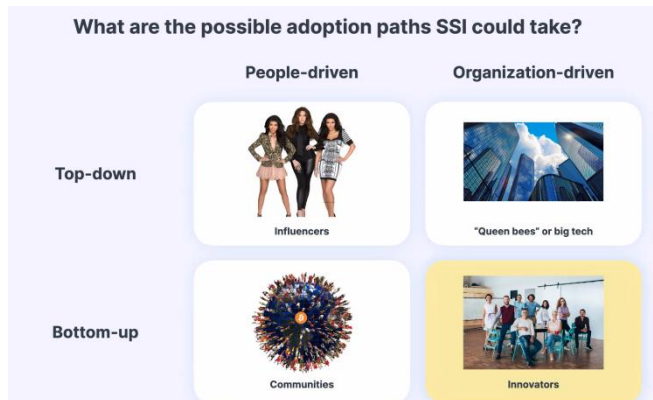 What are the possible adoption paths SSI could take?
People-driven
Organization-driven
Top-down
Influencers
"Queen bees" or big tech
Bottom-up
Communities
Innovators